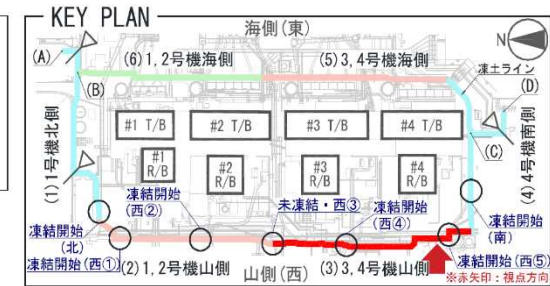 KEY PLAN
海側(東)
N
(A)
(6)1,2号機海側
(5)3,4号機海側
凍土ライン
(B)
(D)
#1 T/B
#2 T/B
#3 T/B
#4 T/B
(1)1号機北側
#1
R/B
#2
R/B
#3
R/B
#4
R/B
(C)
(4)4号機南側
凍結開始
(西②)
未凍結・西③
凍結開始
(西④)
凍結開始
(北)
凍結開始
(南)
凍結開始(西①)
(2)1,2号機山側
(3)3,4号機山側
凍結開始(西⑤)
山側(西)
※赤矢印：視点方向